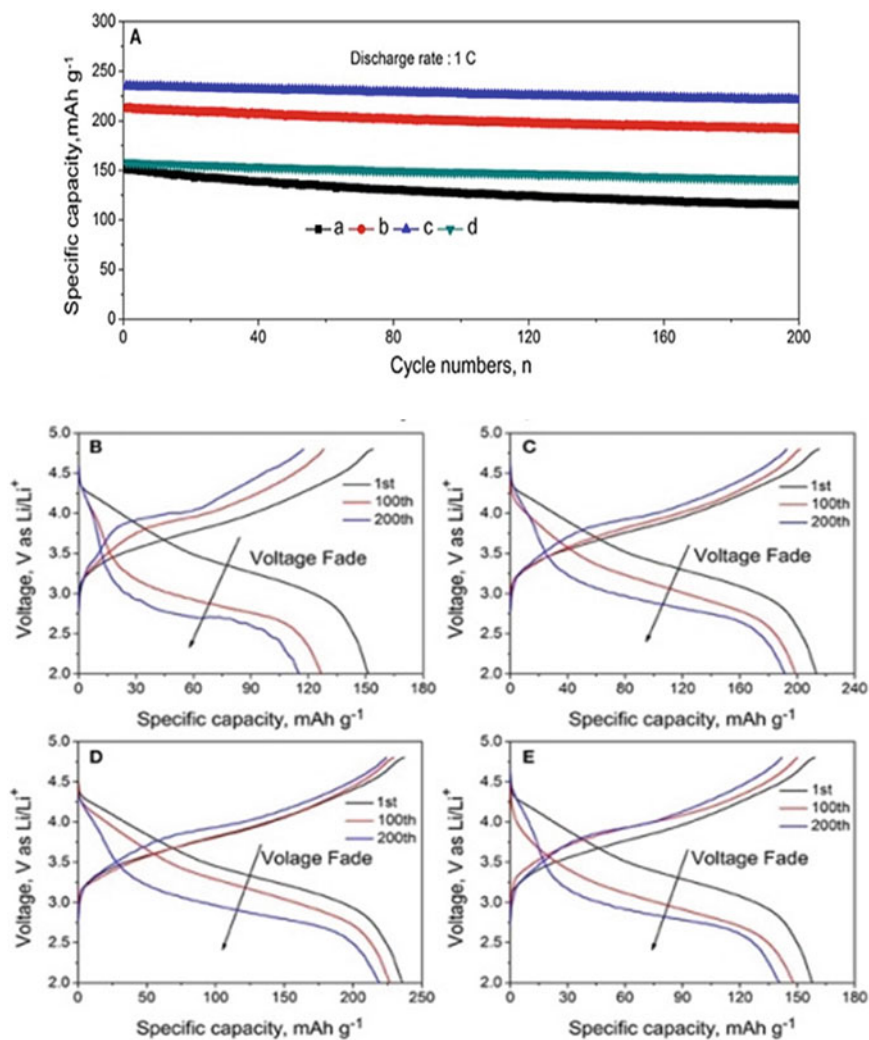 A
Discharge rate : 1 C
Specific capacity,mAh g⁻¹
300
250
200
150
100
50
0
a b c d
0 40 80 120 160 200
Cycle numbers, n
B
5.0
4.5
4.0
3.5
3.0
2.5
2.0
Voltage, V as Li/Li⁺
1st
100th
200th
Voltage Fade
0 30 60 90 120 150 180
Specific capacity, mAh g⁻¹
C
5.0
4.5
4.0
3.5
3.0
2.5
2.0
Voltage, V as Li/Li⁺
1st
100th
200th
Voltage Fade
0 40 80 120 160 200 240
Specific capacity, mAh g⁻¹
D
5.0
4.5
4.0
3.5
3.0
2.5
2.0
Voltage, V as Li/Li⁺
1st
100th
200th
Volage Fade
0 50 100 150 200 250
Specific capacity, mAh g⁻¹
E
5.0
4.5
4.0
3.5
3.0
2.5
2.0
Voltage, V as Li/Li⁺
1st
100th
200th
Voltage Fade
0 30 60 90 120 150 180
Specific capacity, mAh g⁻¹